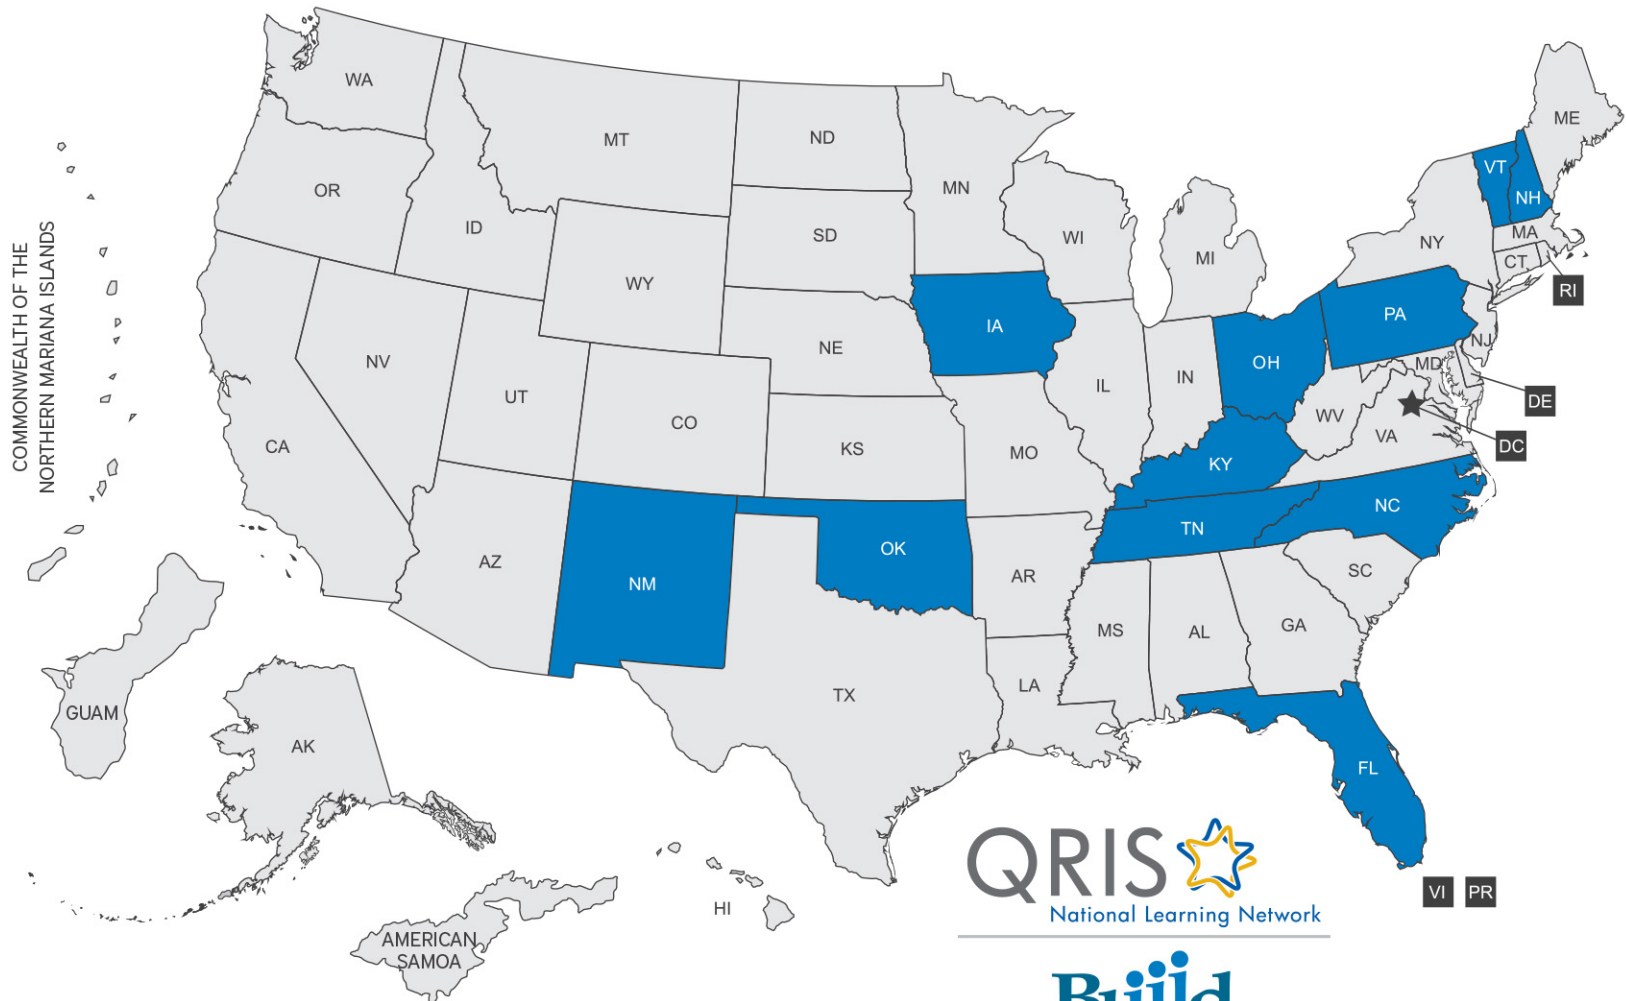 WA
MT
ND
MN
ME
OR
ID
SD
WI
MI
NY
VT
NH
MA
CT
RI
WY
IA
PA
NJ
NE
NV
UT
CO
IL
IN
OH
MD
DE
WV
DC
VA
CA
KS
MO
KY
NC
TN
AZ
NM
OK
AR
SC
MS
AL
GA
LA
TX
FL
COMMONWEALTH OF THE
NORTHERN MARIANA ISLANDS
GUAM
AK
HI
AMERICAN
SAMOA
VI
PR
QRIS
National Learning Network
Build